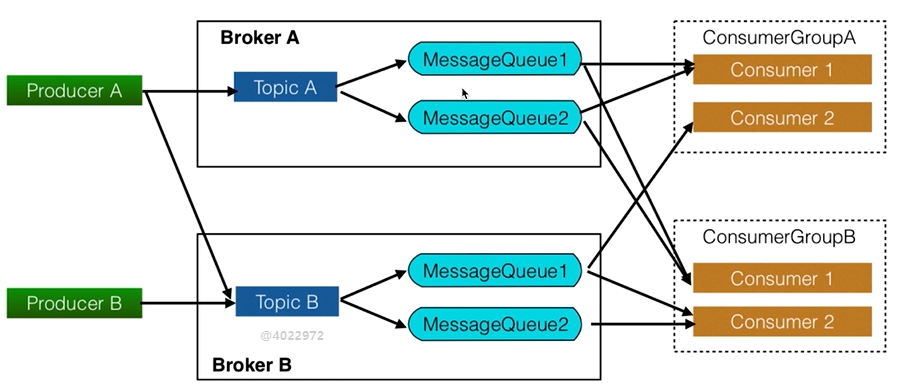 Broker A
ConsumerGroupA
MessageQueue1
Consumer 1
Producer A
Topic A
MessageQueue2
Consumer 2
ConsumerGroupB
MessageQueue1
Consumer 1
Producer B
Topic B
MessageQueue2
Consumer 2
@4022972
Broker B